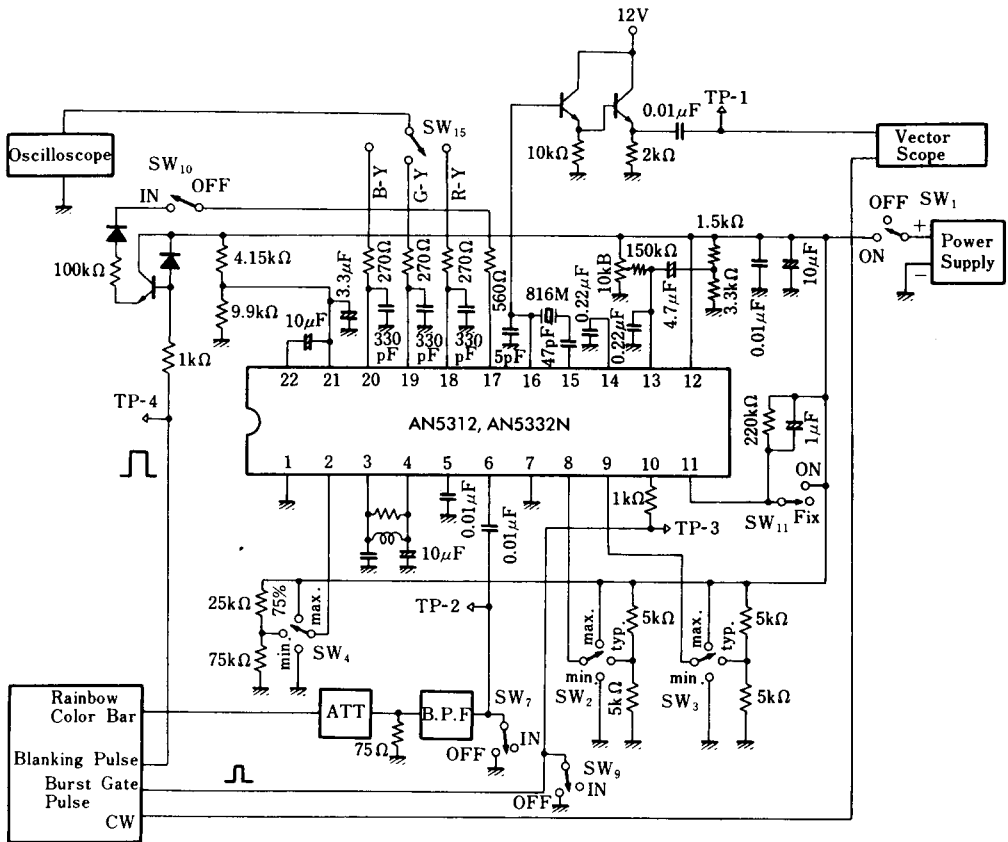 12V
0.01μF
TP-1
10kΩ
2kΩ
Vector
Scope
Oscilloscope
SW15
SW10
IN
OFF
B-Y
G-Y
R-Y
OFF
SW1
ON
+
−
Power
Supply
100kΩ
4.15kΩ
9.9kΩ
3.3μF
10μF
270Ω
270Ω
270Ω
330
pF
330
pF
330
pF
560Ω
5pF
816M
47pF
0.22μF
0.22μF
10kB
150kΩ
4.7μF
1.5kΩ
3.3kΩ
0.01μF
10μF
1kΩ
TP-4
22
21
20
19
18
17
16
15
14
13
12
AN5312, AN5332N
1
2
3
4
5
6
7
8
9
10
11
220kΩ
1μF
ON
SW11
Fix
0.01μF
0.01μF
10μF
1kΩ
TP-3
TP-2
25kΩ
75kΩ
75%
max.
min.
SW4
max.
typ.
min.
SW2
5kΩ
5kΩ
max.
typ.
min.
SW3
5kΩ
5kΩ
Rainbow
Color Bar
ATT
75Ω
B.P.F
SW7
IN
OFF
Blanking Pulse
Burst Gate
Pulse
SW9
IN
OFF
CW